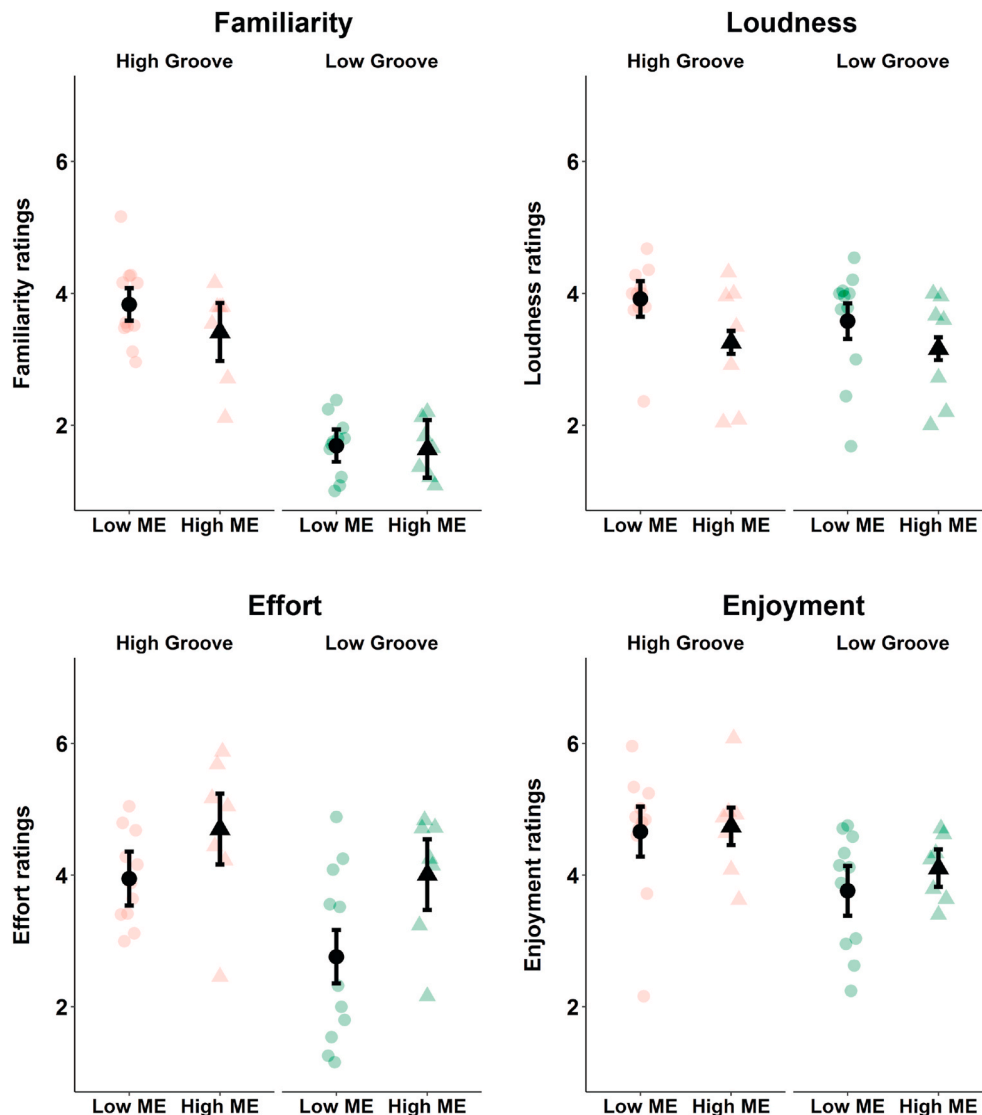 Familiarity
High Groove Low Groove
Familiarity ratings
6
4
2
Low ME High ME Low ME High ME
Loudness
High Groove Low Groove
Loudness ratings
6
4
2
Low ME High ME Low ME High ME
Effort
High Groove Low Groove
Effort ratings
6
4
2
Low ME High ME Low ME High ME
Enjoyment
High Groove Low Groove
Enjoyment ratings
6
4
2
Low ME High ME Low ME High ME